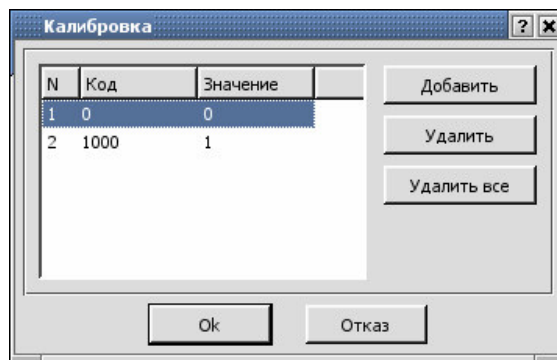 Калибровка
N Код Значение
1 0 0
2 1000 1
Добавить
Удалить
Удалить все
Ok
Отказ